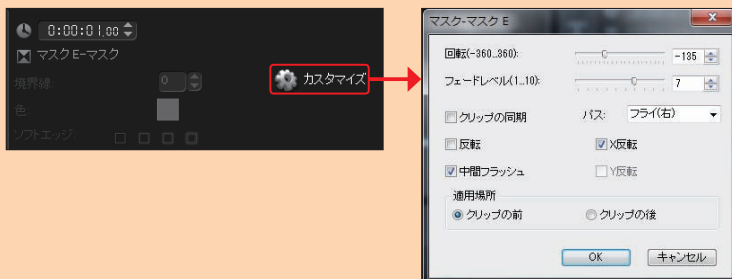 0:00:01.00
マスクE-マスク
境界線:
0
カスタマイズ
色:
ソフトエッジ:
マスク-マスク E
回転(-360..360):
-135
フェードレベル(1..10):
7
クリップの同期
パス: フライ(右)
反転
X反転
中間フラッシュ
Y反転
適用場所
クリップの前
クリップの後
OK
キャンセル